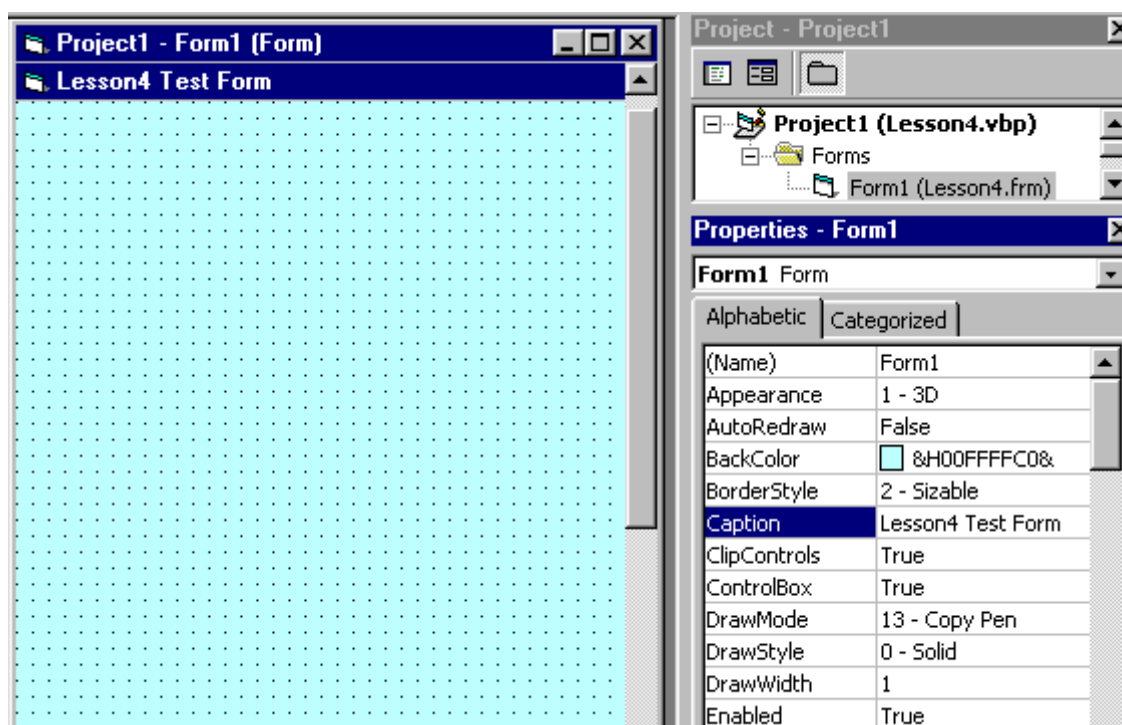 Project1 - Form1 (Form)
Lesson4 Test Form
Project - Project1
Project1 (Lesson4.vbp)
Forms
Form1 (Lesson4.frm)
Properties - Form1
Form1 Form
Alphabetic Categorized
(Name) Form1
Appearance 1 - 3D
AutoRedraw False
BackColor &H00FFFFC0&
BorderStyle 2 - Sizable
Caption Lesson4 Test Form
ClipControls True
ControlBox True
DrawMode 13 - Copy Pen
DrawStyle 0 - Solid
DrawWidth 1
Enabled True